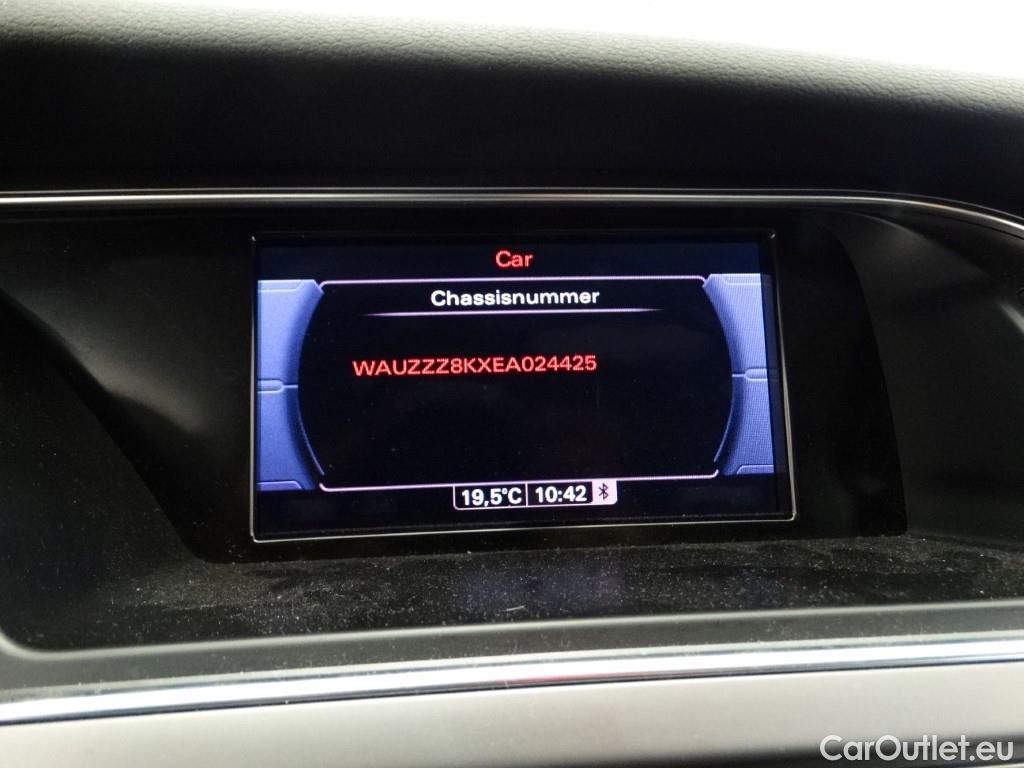 Car
Chassisnummer
WAUZZZ8KXEA024425
19,5°C 10:42
CarOutlet.eu